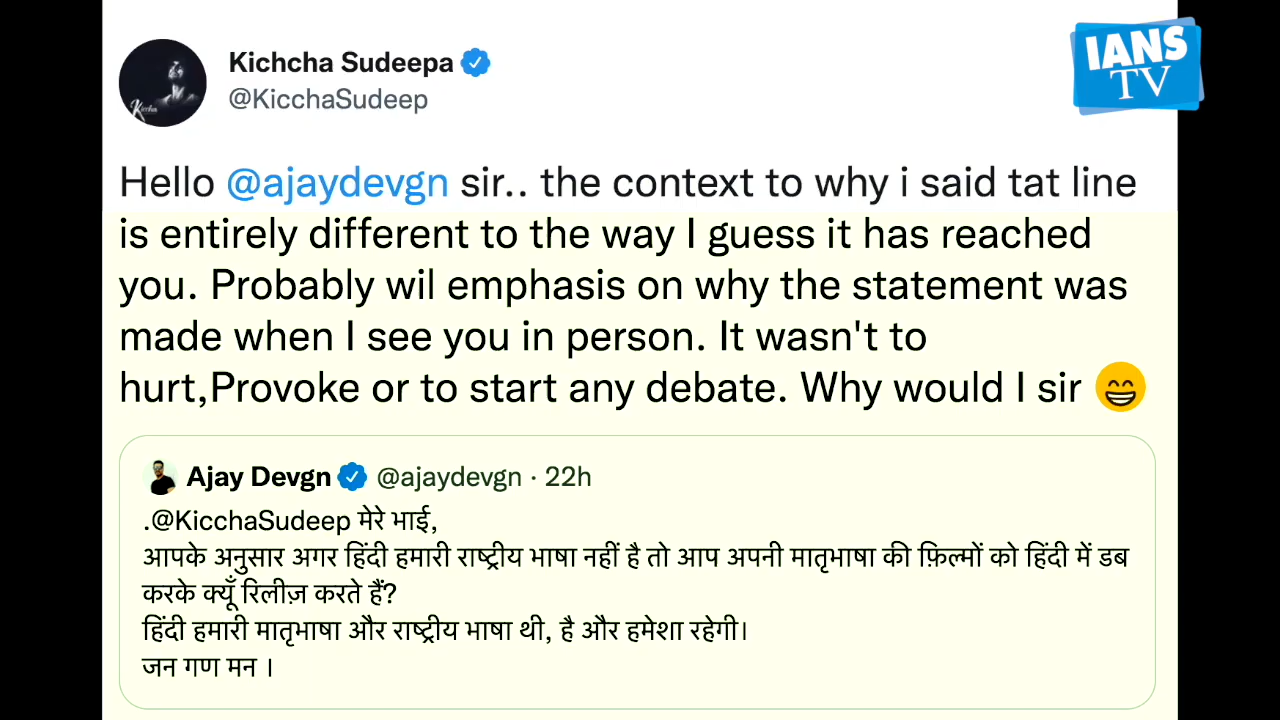 Kichcha Sudeepa
@KicchaSudeep
IANS
TV
Hello @ajaydevgn sir.. the context to why i said tat line
is entirely different to the way I guess it has reached
you. Probably wil emphasis on why the statement was
made when I see you in person. It wasn't to
hurt,Provoke or to start any debate. Why would I sir 😁
Ajay Devgn @ajaydevgn · 22h
.@KicchaSudeep मेरे भाई,
आपके अनुसार अगर हिंदी हमारी राष्ट्रीय भाषा नहीं है तो आप अपनी मातृभाषा की फ़िल्मों को हिंदी में डब
करके क्यूँ रिलीज़ करते हैं?
हिंदी हमारी मातृभाषा और राष्ट्रीय भाषा थी, है और हमेशा रहेगी।
जन गण मन ।